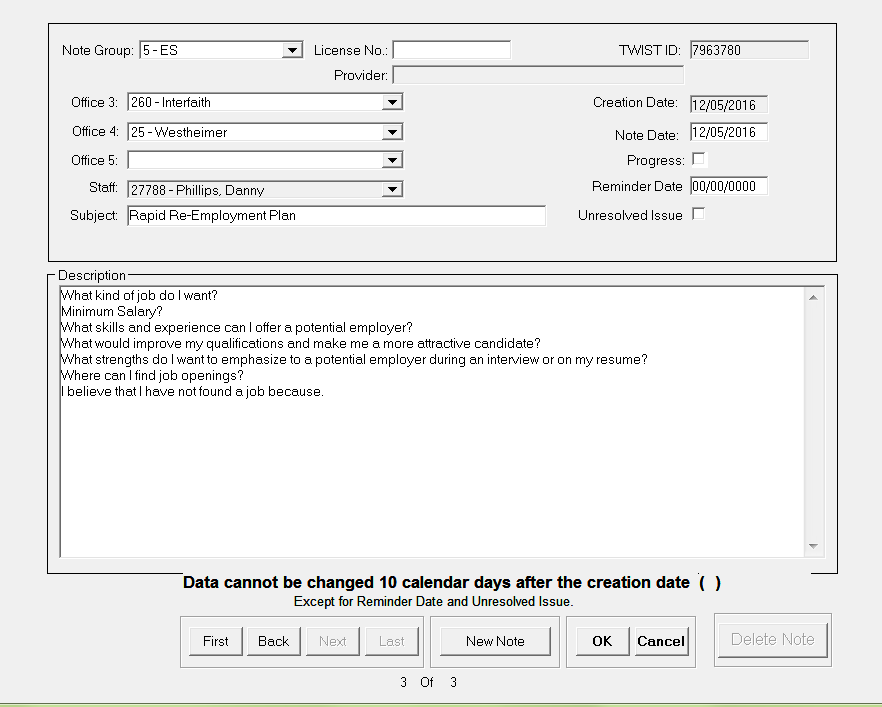 Note Group: 5 - ES License No.: TWIST ID: 7963780
Provider:
Office 3: 260 - Interfaith Creation Date: 12/05/2016
Office 4: 25 - Westheimer Note Date: 12/05/2016
Office 5: Progress:
Staff: 27788 - Phillips, Danny Reminder Date 00/00/0000
Subject: Rapid Re-Employment Plan Unresolved Issue
Description
What kind of job do I want?
Minimum Salary?
What skills and experience can I offer a potential employer?
What would improve my qualifications and make me a more attractive candidate?
What strengths do I want to emphasize to a potential employer during an interview or on my resume?
Where can I find job openings?
I believe that I have not found a job because.
Data cannot be changed 10 calendar days after the creation date ( )
Except for Reminder Date and Unresolved Issue.
First Back Next Last New Note OK Cancel Delete Note
3 Of 3